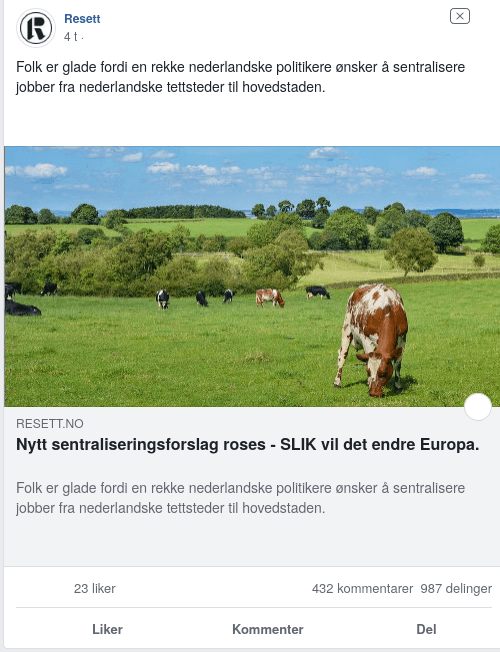 Resett
4 t ·
Folk er glade fordi en rekke nederlandske politikere ønsker å sentralisere
jobber fra nederlandske tettsteder til hovedstaden.
RESETT.NO
Nytt sentraliseringsforslag roses - SLIK vil det endre Europa.
Folk er glade fordi en rekke nederlandske politikere ønsker å sentralisere
jobber fra nederlandske tettsteder til hovedstaden.
23 liker 432 kommentarer 987 delinger
Liker Kommenter Del